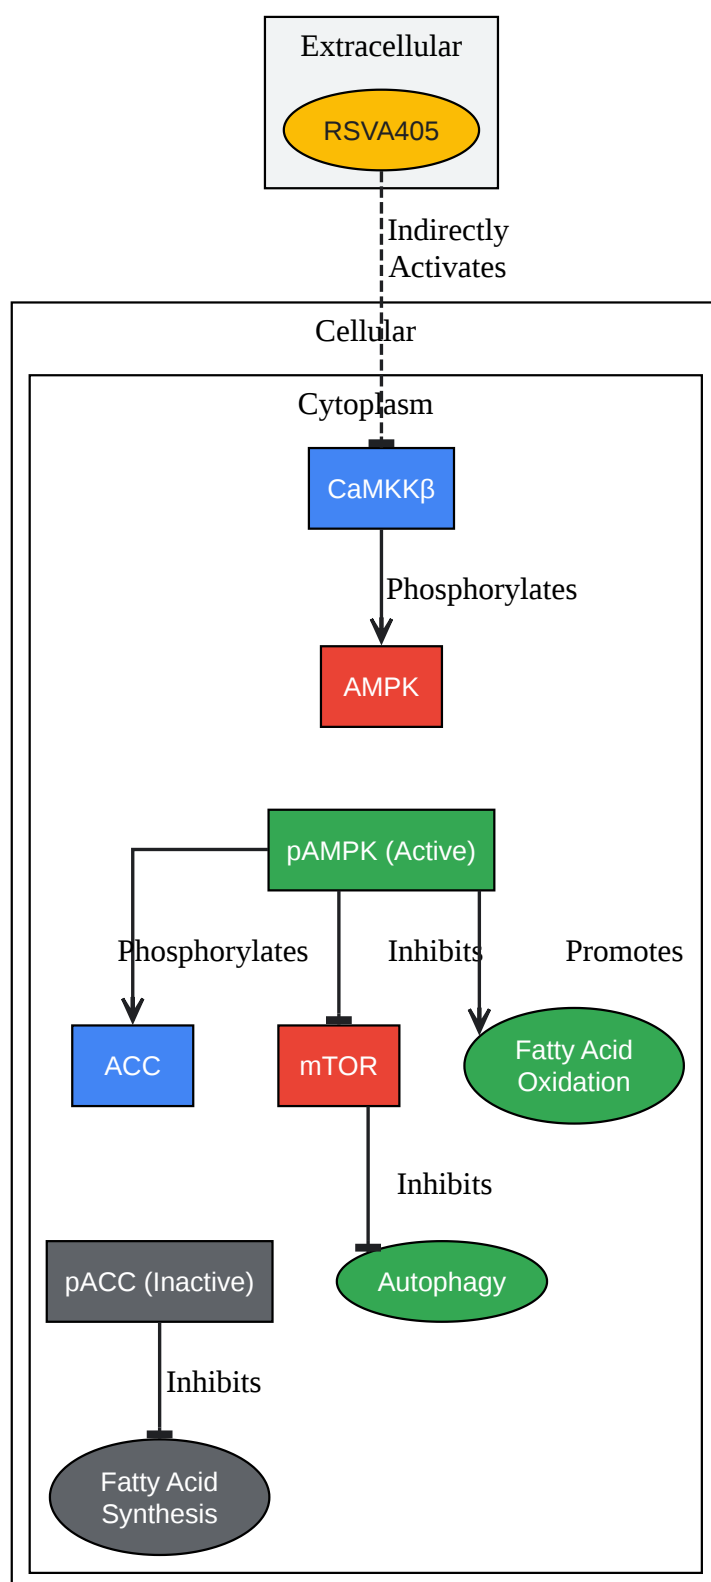 Extracellular
RSVA405
Indirectly
Activates
Cellular
Cytoplasm
CaMKKβ
Phosphorylates
AMPK
pAMPK (Active)
Phosphorylates
Inhibits
Promotes
ACC
mTOR
Fatty Acid
Oxidation
Inhibits
pACC (Inactive)
Autophagy
Inhibits
Fatty Acid
Synthesis